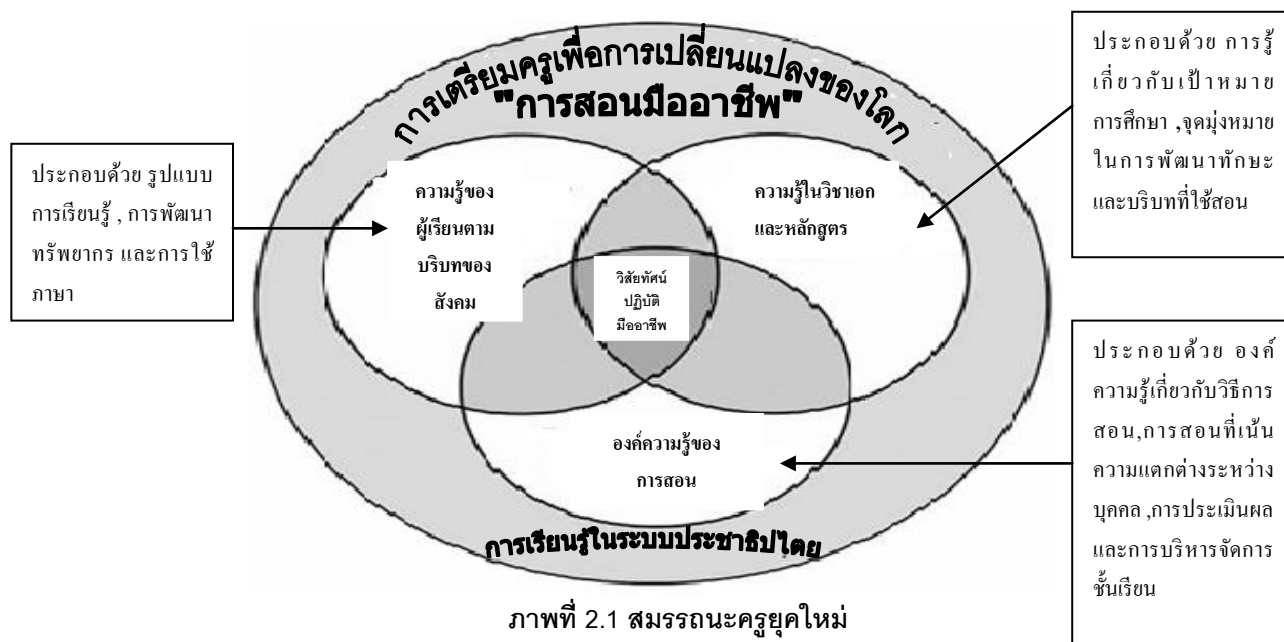 การเตรียมครูเพื่อการเปลี่ยนแปลงของโลก
"การสอนมืออาชีพ"
ประกอบด้วย รูปแบบ
การเรียนรู้ , การพัฒนา
ทรัพยากร และการใช้
ภาษา
ความรู้ของ
ผู้เรียนตาม
บริบทของ
สังคม
ความรู้ในวิชาเอก
และหลักสูตร
ประกอบด้วย การรู้
เกี่ยวกับเป้าหมาย
การศึกษา ,จุดมุ่งหมาย
ในการพัฒนาทักษะ
และบริบทที่ใช้สอน
วิสัยทัศน์
ปฏิบัติ
มืออาชีพ
องค์ความรู้ของ
การสอน
ประกอบด้วย องค์
ความรู้เกี่ยวกับวิธีการ
สอน,การสอนที่เน้น
ความแตกต่างระหว่าง
บุคคล ,การประเมินผล
และการบริหารจัดการ
ชั้นเรียน
การเรียนรู้ในระบบประชาธิปไตย
ภาพที่ 2.1 สมรรถนะครูยุคใหม่